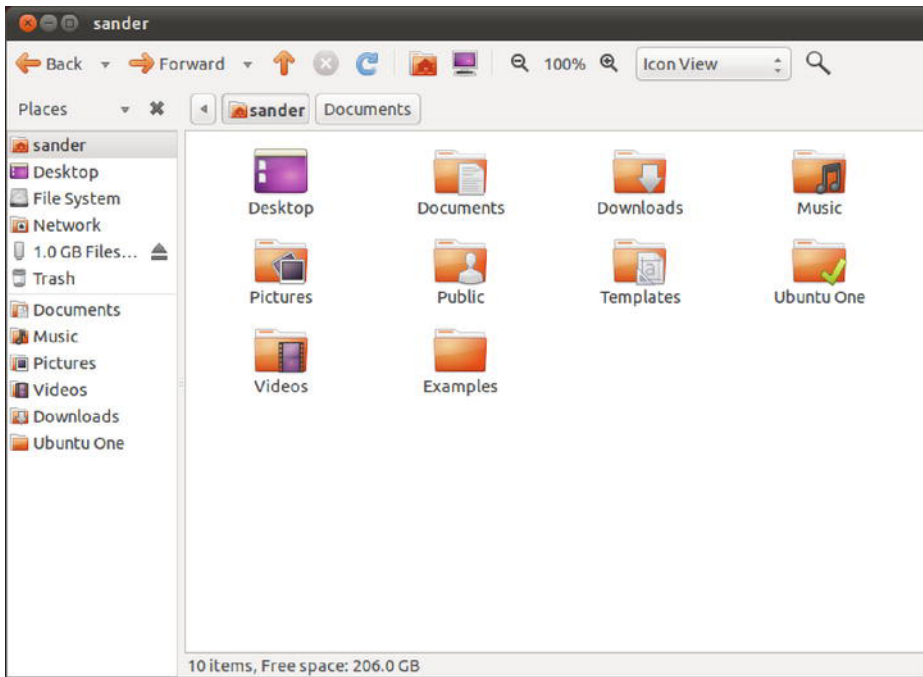 sander
Back Forward 100% Icon View
Places sander Documents
sander
Desktop
File System
Network
1.0 GB Files...
Trash
Documents
Music
Pictures
Videos
Downloads
Ubuntu One
Desktop Documents Downloads Music
Pictures Public Templates Ubuntu One
Videos Examples
10 items, Free space: 206.0 GB